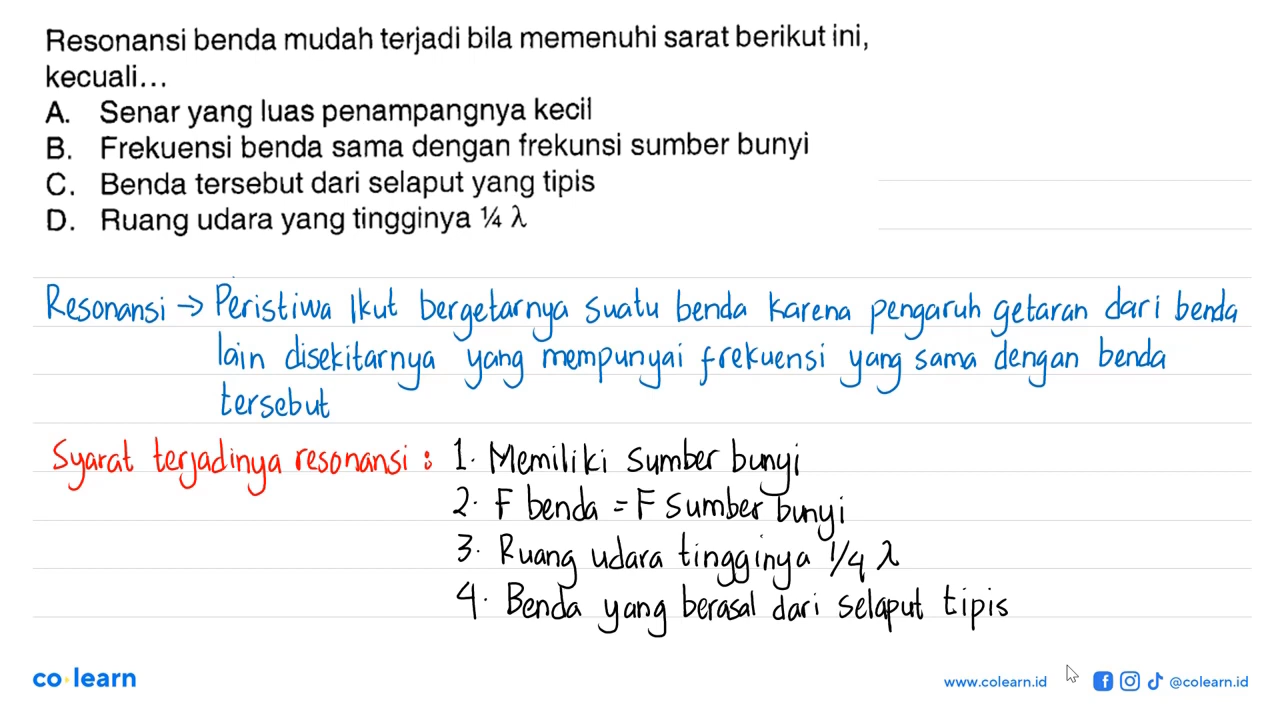 Resonansi benda mudah terjadi bila memenuhi sarat berikut ini,
kecuali...
A. Senar yang luas penampangnya kecil
B. Frekuensi benda sama dengan frekunsi sumber bunyi
C. Benda tersebut dari selaput yang tipis
D. Ruang udara yang tingginya ¼ λ
Resonansi → Peristiwa Ikut bergetarnya suatu benda karena pengaruh getaran dari benda
lain disekitarnya yang mempunyai frekuensi yang sama dengan benda
tersebut
Syarat terjadinya resonansi : 1. Memiliki sumber bunyi
2. F benda = F sumber bunyi
3. Ruang udara tingginya 1/4 λ
4. Benda yang berasal dari selaput tipis
co learn
www.colearn.id @colearn.id